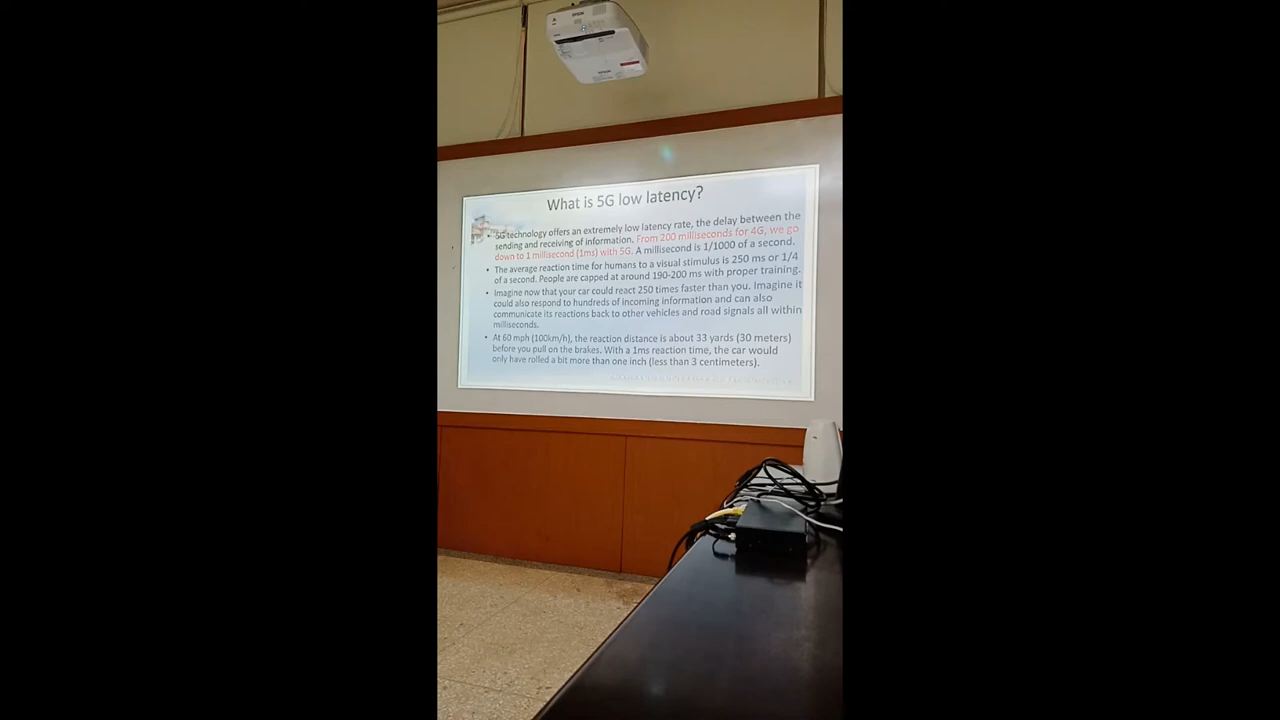 EPSON
EPSON
What is 5G low latency?
• 5G technology offers an extremely low latency rate, the delay between the
sending and receiving of information. From 200 milliseconds for 4G, we go
down to 1 millisecond (1ms) with 5G. A millisecond is 1/1000 of a second.
• The average reaction time for humans to a visual stimulus is 250 ms or 1/4
of a second. People are capped at around 190-200 ms with proper training.
• Imagine now that your car could react 250 times faster than you. Imagine it
could also respond to hundreds of incoming information and can also
communicate its reactions back to other vehicles and road signals all within
milliseconds.
• At 60 mph (100km/h), the reaction distance is about 33 yards (30 meters)
before you pull on the brakes. With a 1ms reaction time, the car would
only have rolled a bit more than one inch (less than 3 centimeters).